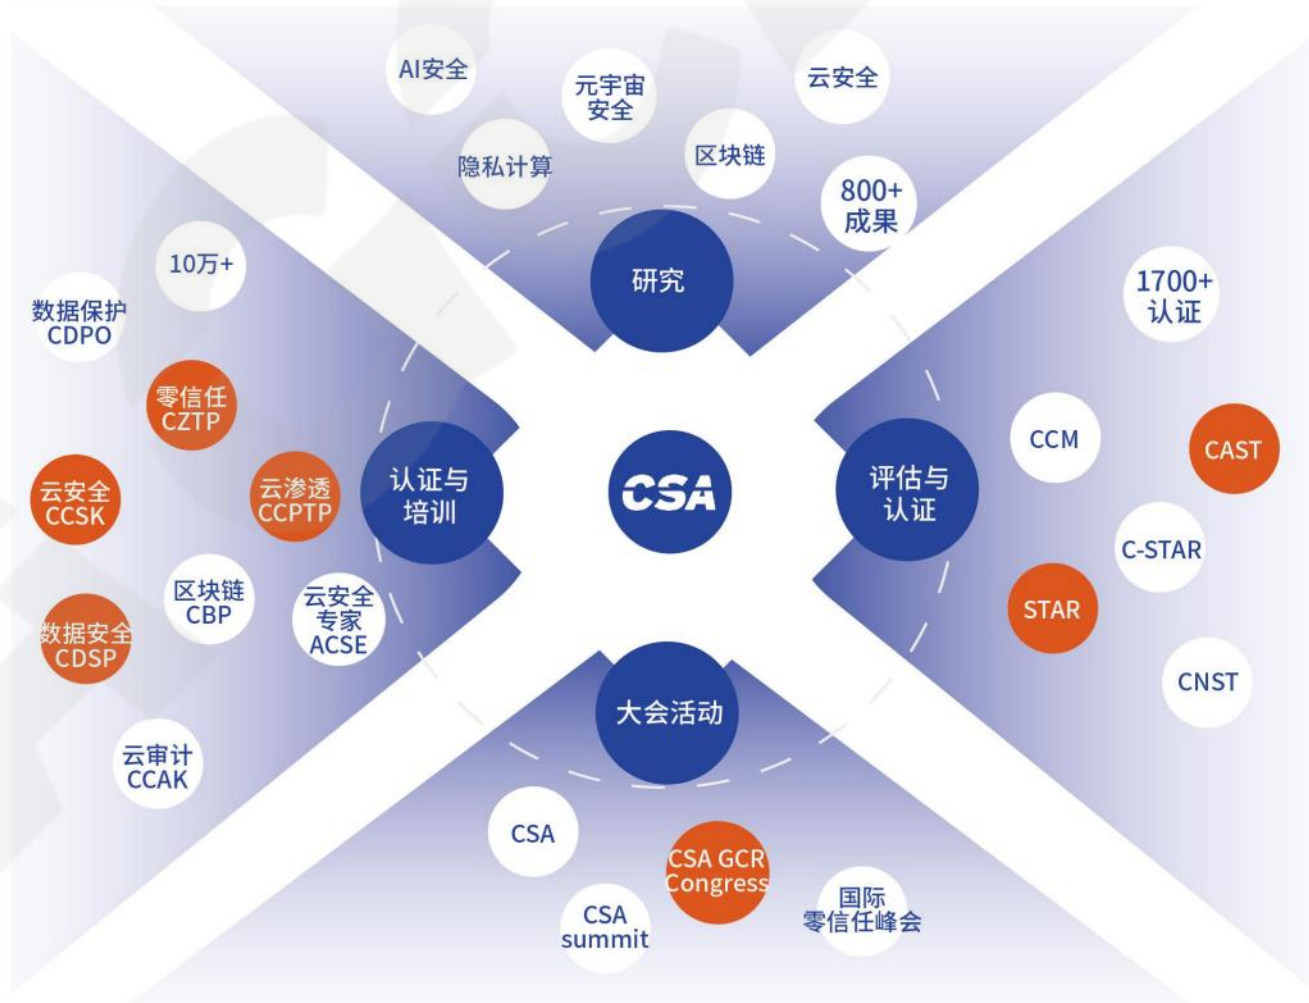 AI安全
元宇宙
安全
云安全
隐私计算
区块链
800+
成果
研究
10万+
数据保护
CDPO
零信任
CZTP
云安全
CCSK
云渗透
CCPTP
认证与
培训
区块链
CBP
云安全
专家
ACSE
数据安全
CDSP
云审计
CCAK
CSA
评估与
认证
1700+
认证
CCM
CAST
C-STAR
STAR
CNST
大会活动
CSA
CSA GCR
Congress
CSA
summit
国际
零信任峰会